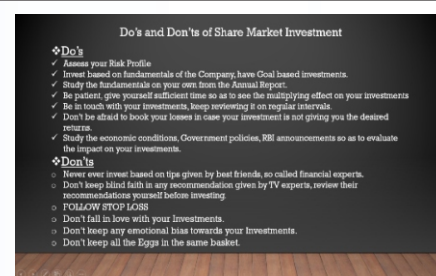 Do's and Don'ts of Share Market Investment
❖Do's
✓ Assess your Risk Profile
✓ Invest based on fundamentals of the Company, have Goal based investments.
✓ Study the fundamentals on your own from the Annual Report.
✓ Be patient, give yourself sufficient time so as to see the multiplying effect on your investments
✓ Be in touch with your investments, keep reviewing it on regular intervals.
✓ Don't be afraid to book your losses in case your investment is not giving you the desired
returns.
✓ Study the economic conditions, Government policies, RBI announcements so as to evaluate
the impact on your investments.
❖Don'ts
o Never ever invest based on tips given by best friends, so called financial experts.
o Don't keep blind faith in any recommendation given by TV experts, review their
recommendations yourself before investing.
o FOLLOW STOP LOSS
o Don't fall in love with your Investments.
o Don't keep any emotional bias towards your Investments.
o Don't keep all the Eggs in the same basket.